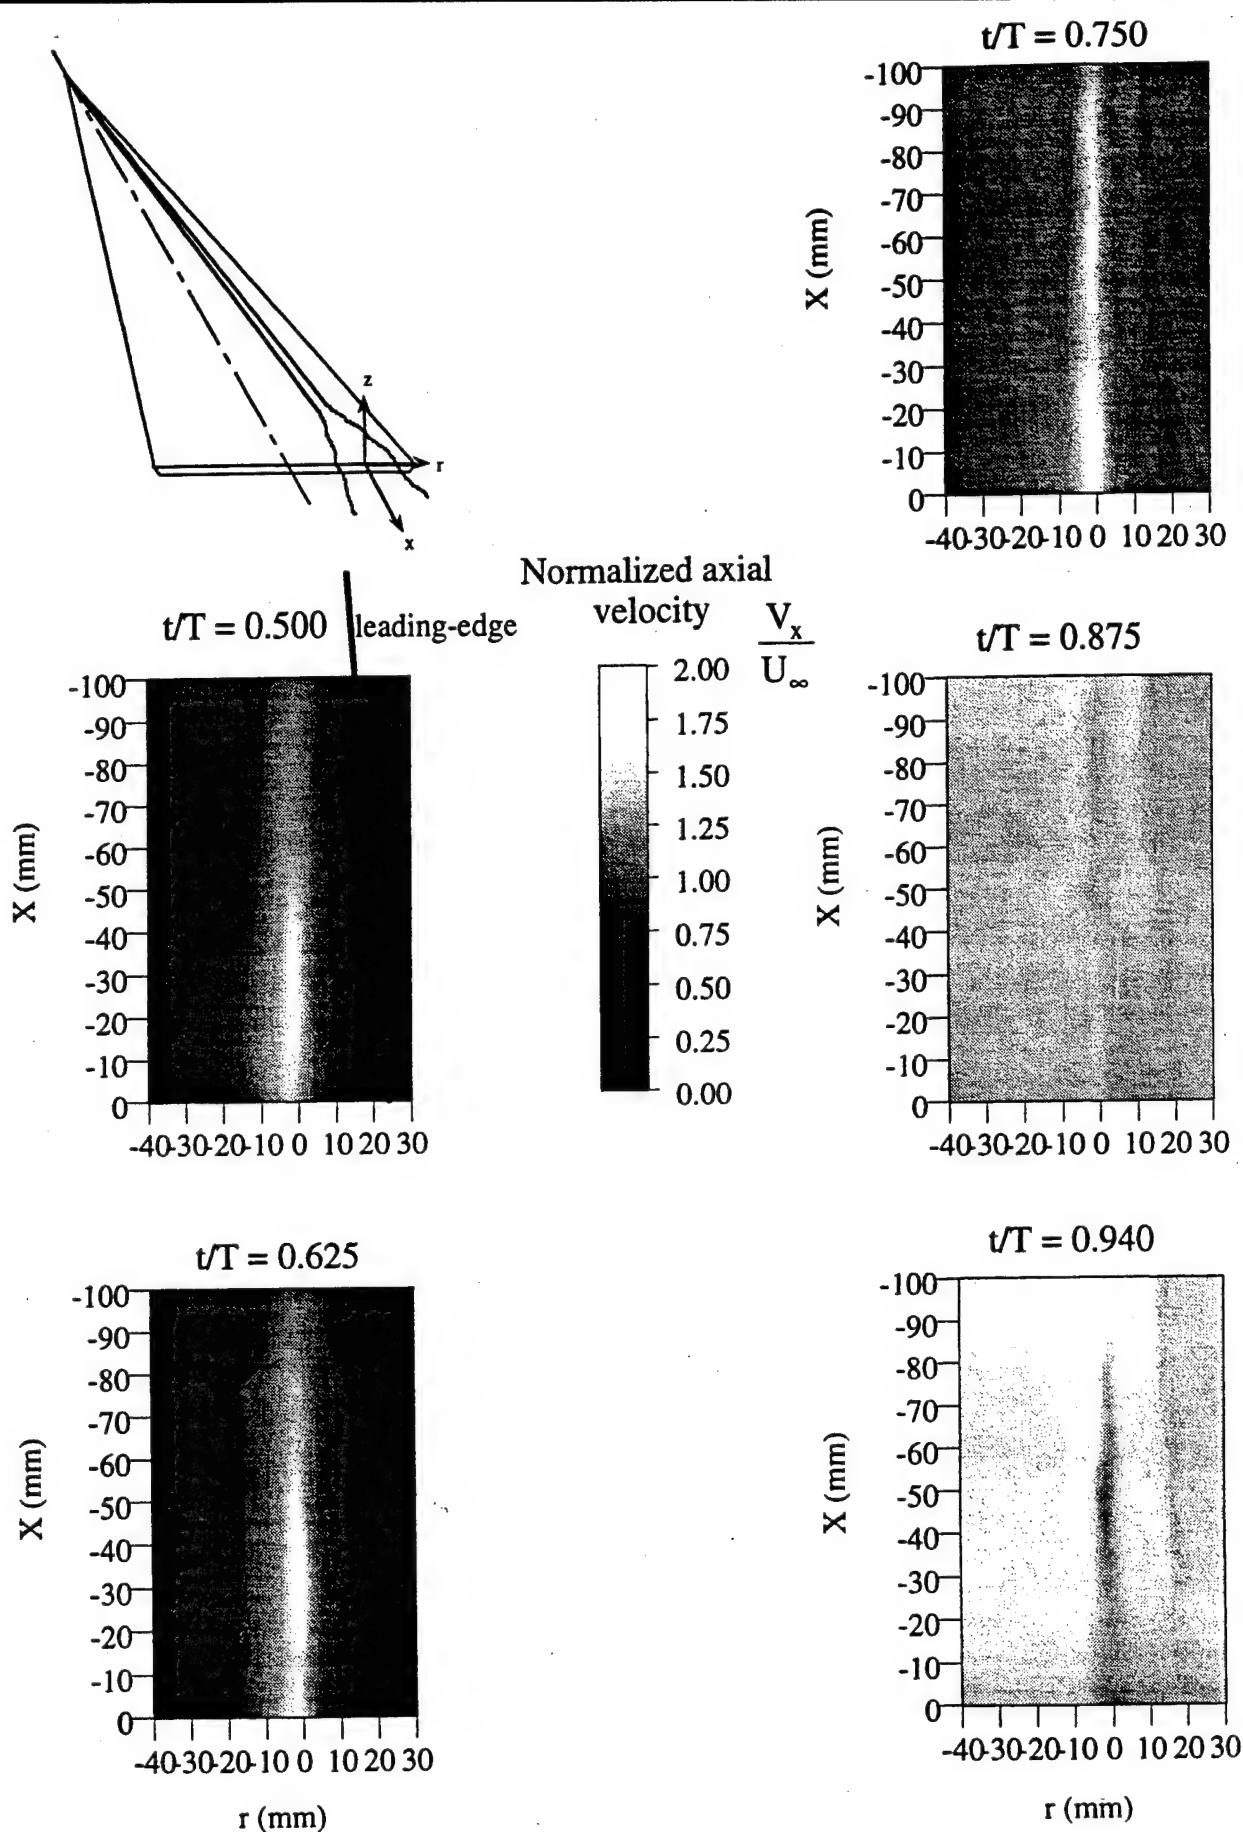 z
r
x
t/T = 0.750
X (mm)
-100
-90
-80
-70
-60
-50
-40
-30
-20
-10
0
-40-30-20-10 0 10 20 30
Normalized axial
velocity
V_x
U_∞
2.00
1.75
1.50
1.25
1.00
0.75
0.50
0.25
0.00
t/T = 0.500
leading-edge
X (mm)
-100
-90
-80
-70
-60
-50
-40
-30
-20
-10
0
-40-30-20-10 0 10 20 30
t/T = 0.875
X (mm)
-100
-90
-80
-70
-60
-50
-40
-30
-20
-10
0
-40-30-20-10 0 10 20 30
t/T = 0.625
X (mm)
-100
-90
-80
-70
-60
-50
-40
-30
-20
-10
0
-40-30-20-10 0 10 20 30
r (mm)
t/T = 0.940
X (mm)
-100
-90
-80
-70
-60
-50
-40
-30
-20
-10
0
-40-30-20-10 0 10 20 30
r (mm)